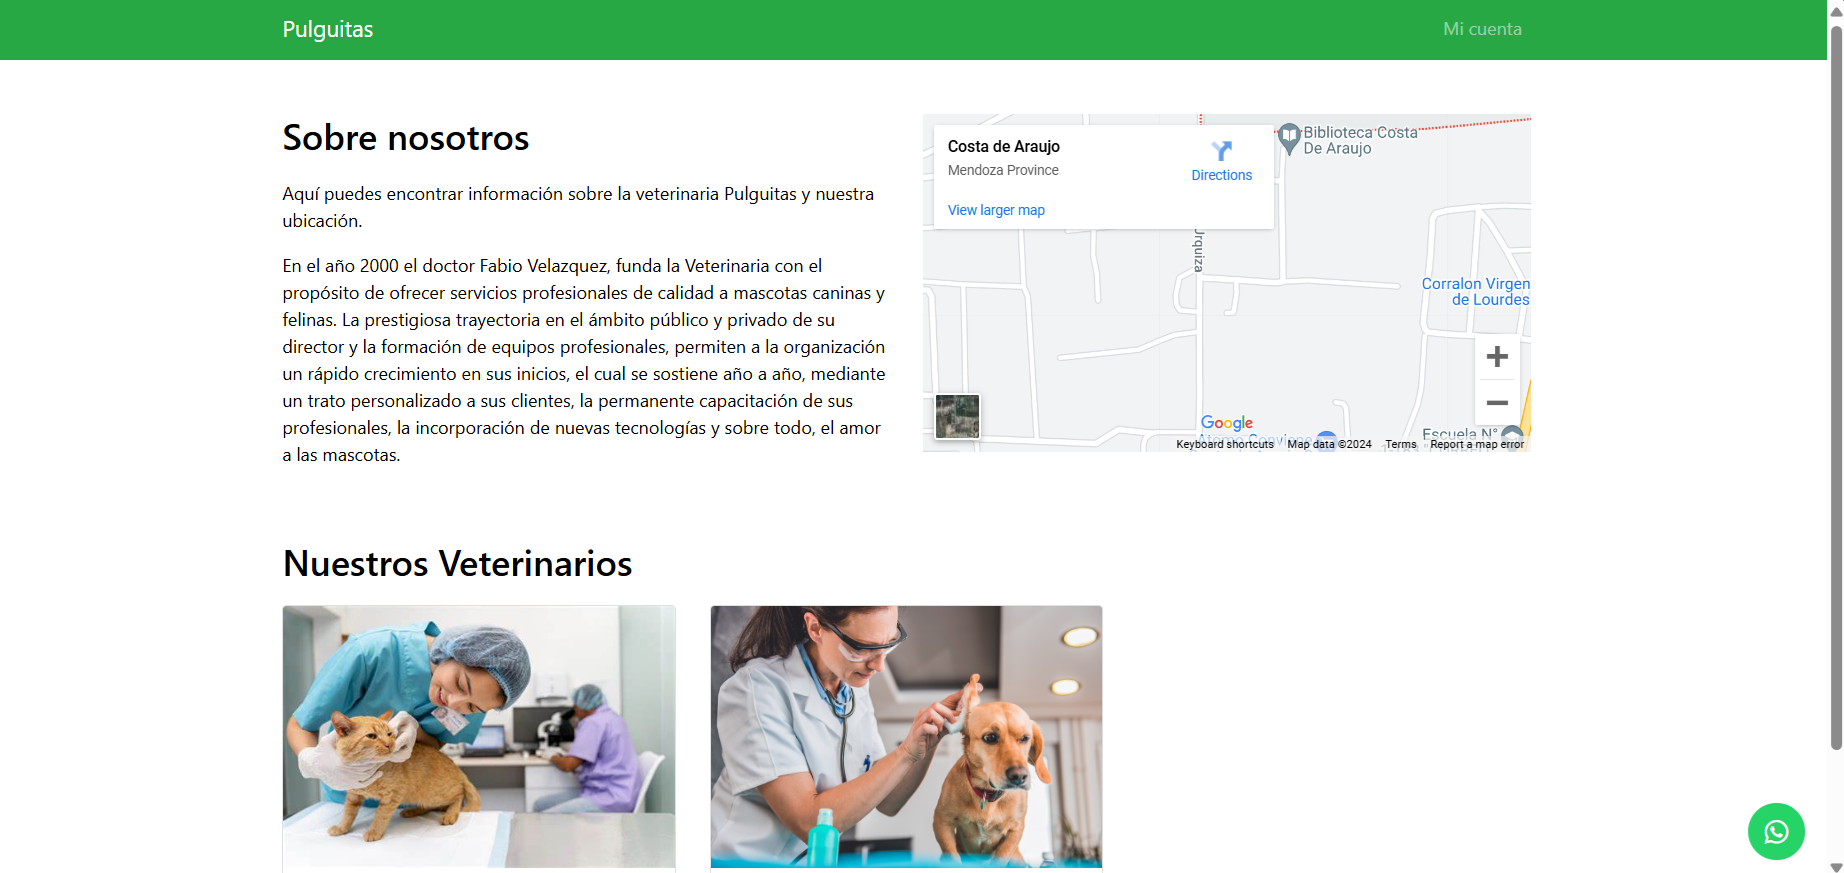 Pulguitas
Mi cuenta
Sobre nosotros
Aquí puedes encontrar información sobre la veterinaria Pulguitas y nuestra
ubicación.
En el año 2000 el doctor Fabio Velazquez, funda la Veterinaria con el
propósito de ofrecer servicios profesionales de calidad a mascotas caninas y
felinas. La prestigiosa trayectoria en el ámbito público y privado de su
director y la formación de equipos profesionales, permiten a la organización
un rápido crecimiento en sus inicios, el cual se sostiene año a año, mediante
un trato personalizado a sus clientes, la permanente capacitación de sus
profesionales, la incorporación de nuevas tecnologías y sobre todo, el amor
a las mascotas.
Costa de Araujo
Mendoza Province
Directions
View larger map
Biblioteca Costa
De Araujo
Urquiza
Corralon Virgen
de Lourdes
Google
Escuela N°
Keyboard shortcuts
Map data ©2024
Terms
Report a map error
Nuestros Veterinarios